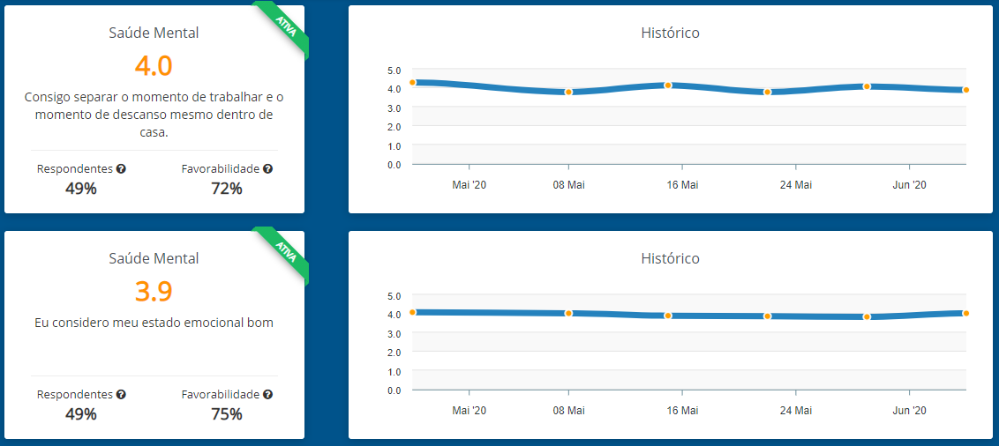 ATIVA
Saúde Mental
4.0
Consigo separar o momento de trabalhar e o
momento de descanso mesmo dentro de
casa.
Respondentes ?
Favorabilidade ?
49%
72%
Histórico
5.0
4.0
3.0
2.0
1.0
0.0
Mai '20
08 Mai
16 Mai
24 Mai
Jun '20
ATIVA
Saúde Mental
3.9
Eu considero meu estado emocional bom
Respondentes ?
Favorabilidade ?
49%
75%
Histórico
5.0
4.0
3.0
2.0
1.0
0.0
Mai '20
08 Mai
16 Mai
24 Mai
Jun '20